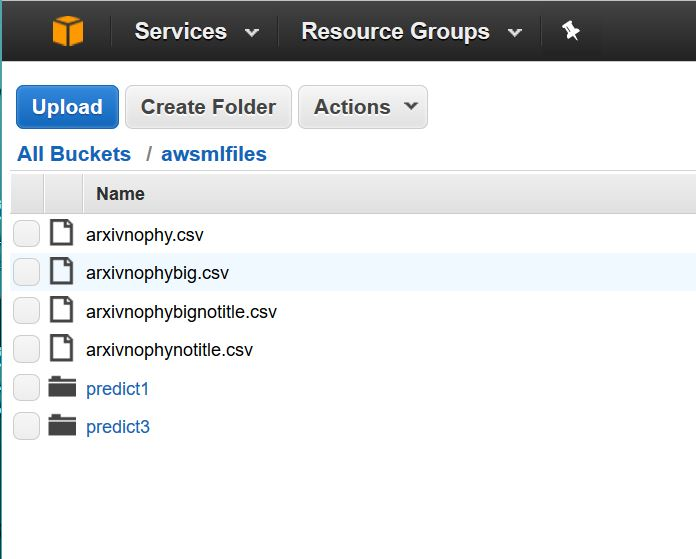 Services Resource Groups
Upload Create Folder Actions
All Buckets / awsmlfiles
Name
arxivnophy.csv
arxivnophybig.csv
arxivnophybignotitle.csv
arxivnophynotitle.csv
predict1
predict3